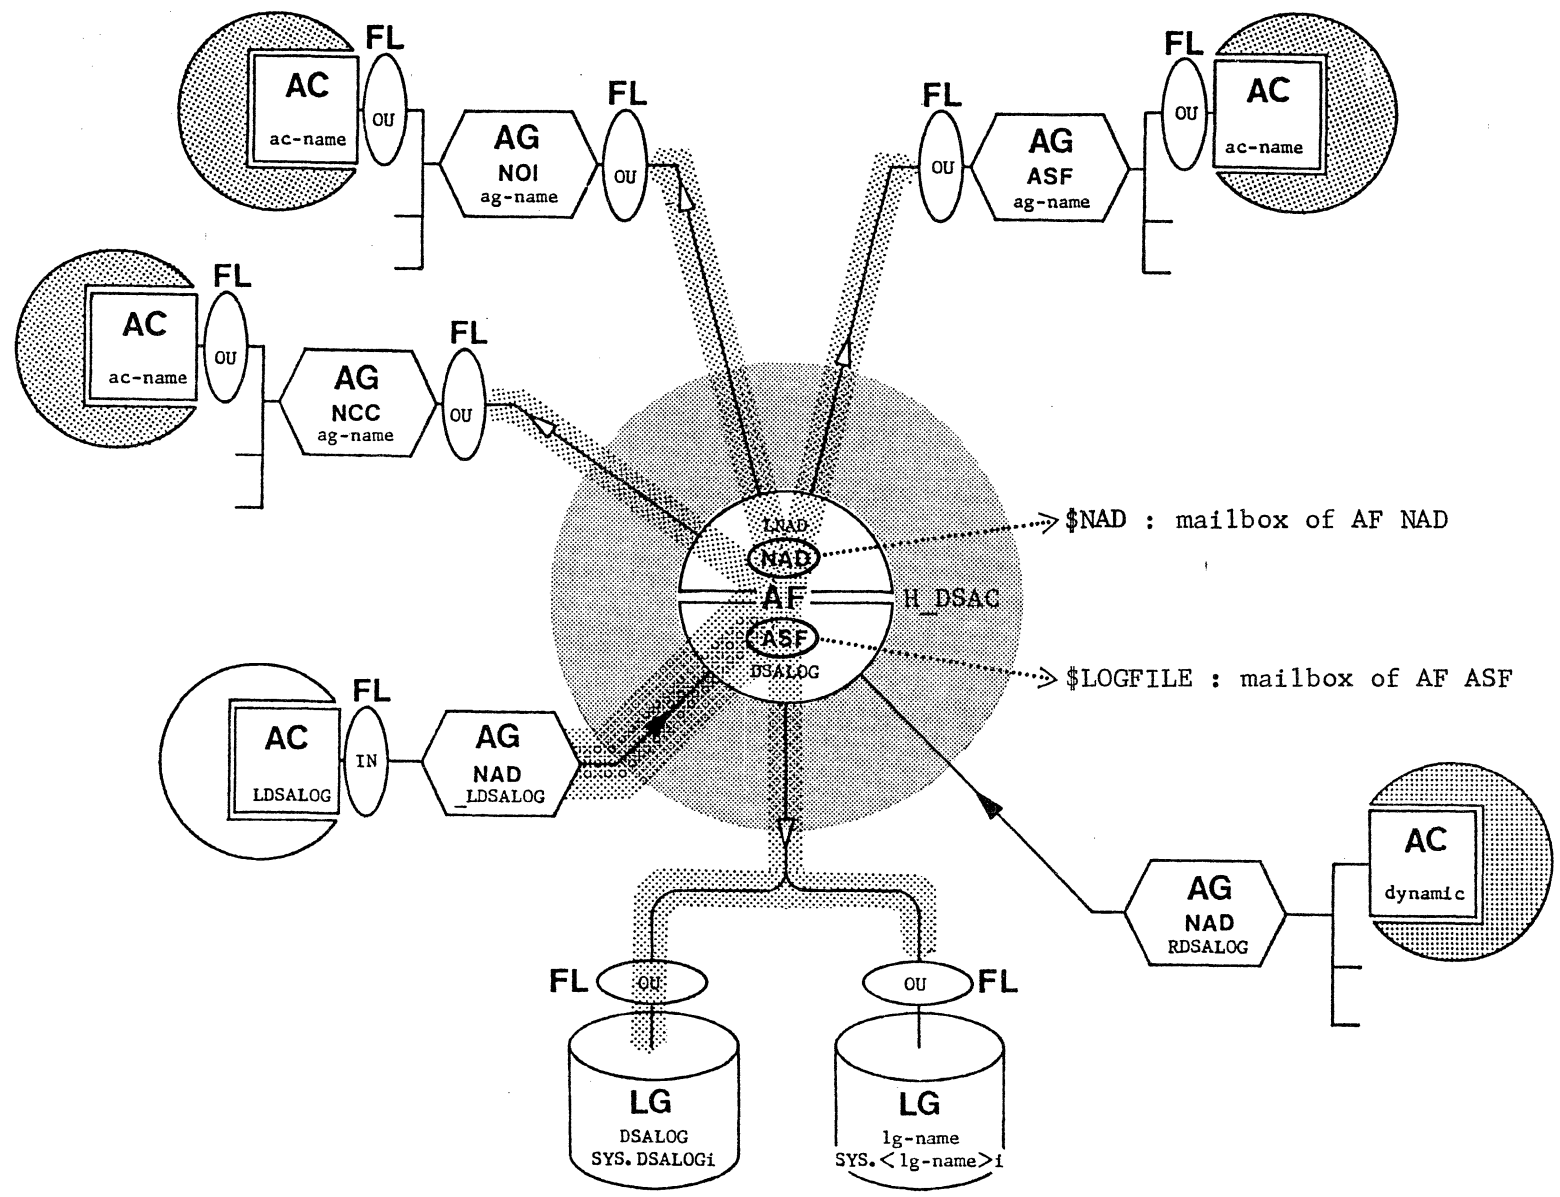 FL
AC
ac-name
OU
AG
NOI
ag-name
FL
OU
FL
OU
AG
ASF
ag-name
FL
OU
AC
ac-name
FL
AC
ac-name
OU
AG
NCC
ag-name
FL
OU
LNAD
NAD
$NAD : mailbox of AF NAD
AF
H_DSAC
ASF
DSALOG
$LOGFILE : mailbox of AF ASF
FL
AC
LDSALOG
IN
AG
NAD
_LDSALOG
AC
dynamic
AG
NAD
RDSALOG
FL
OU
OU
FL
LG
DSALOG
SYS.DSALOGi
LG
lg-name
SYS.<lg-name>i